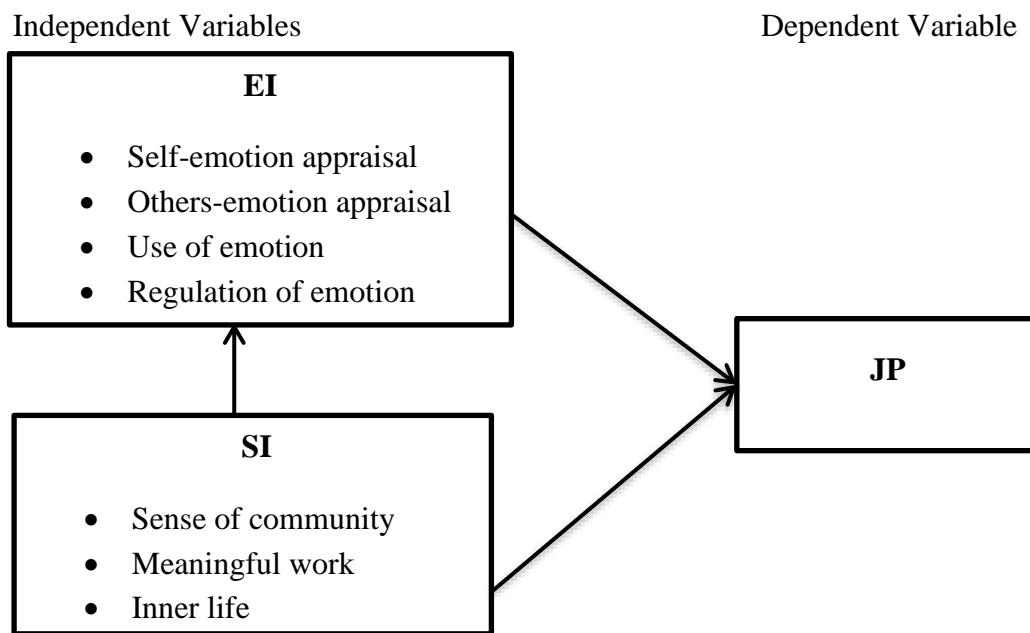 Independent Variables
Dependent Variable
EI
• Self-emotion appraisal
• Others-emotion appraisal
• Use of emotion
• Regulation of emotion
JP
SI
• Sense of community
• Meaningful work
• Inner life